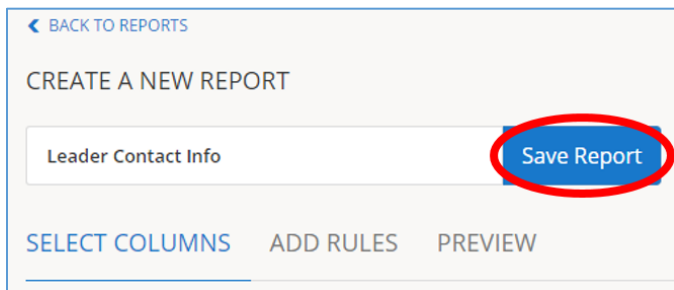 BACK TO REPORTS
CREATE A NEW REPORT
Leader Contact Info Save Report
SELECT COLUMNS ADD RULES PREVIEW